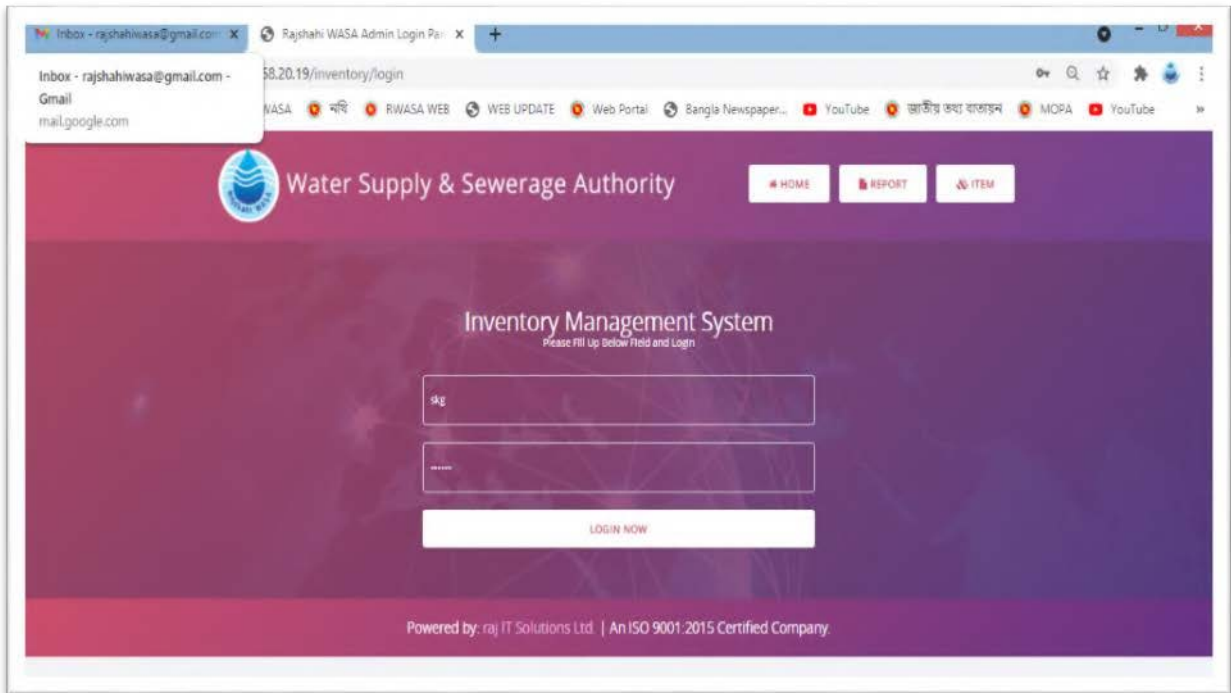 Inbox - rajshahiwasa@gmail.com
Rajshahi WASA Admin Login Pa
Inbox - rajshahiwasa@gmail.com -
Gmail
mail.google.com
58.20.19/inventory/login
WASA নথি RWASA WEB WEB UPDATE Web Portal Bangla Newspaper... YouTube জাতীয় তথ্য বাতায়ন MOPA YouTube »
Water Supply & Sewerage Authority
HOME REPORT ITEM
Inventory Management System
Please Fill Up Below Field and Login
skg
LOGIN NOW
Powered by: raj IT Solutions Ltd. | An ISO 9001:2015 Certified Company.